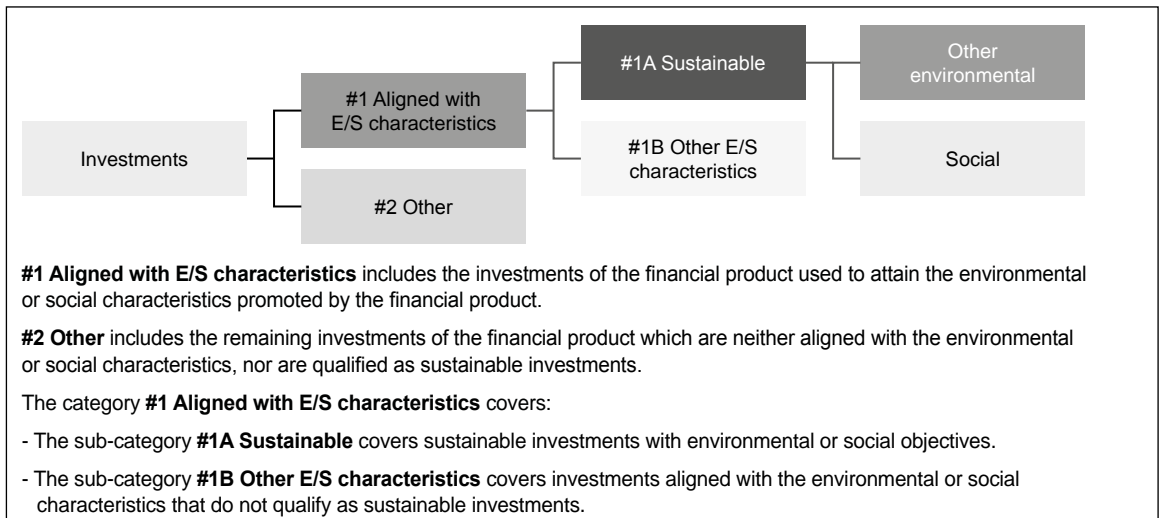 Investments
#1 Aligned with
E/S characteristics
#2 Other
#1A Sustainable
#1B Other E/S
characteristics
Other
environmental
Social
#1 Aligned with E/S characteristics includes the investments of the financial product used to attain the environmental
or social characteristics promoted by the financial product.
#2 Other includes the remaining investments of the financial product which are neither aligned with the environmental
or social characteristics, nor are qualified as sustainable investments.
The category #1 Aligned with E/S characteristics covers:
- The sub-category #1A Sustainable covers sustainable investments with environmental or social objectives.
- The sub-category #1B Other E/S characteristics covers investments aligned with the environmental or social
characteristics that do not qualify as sustainable investments.